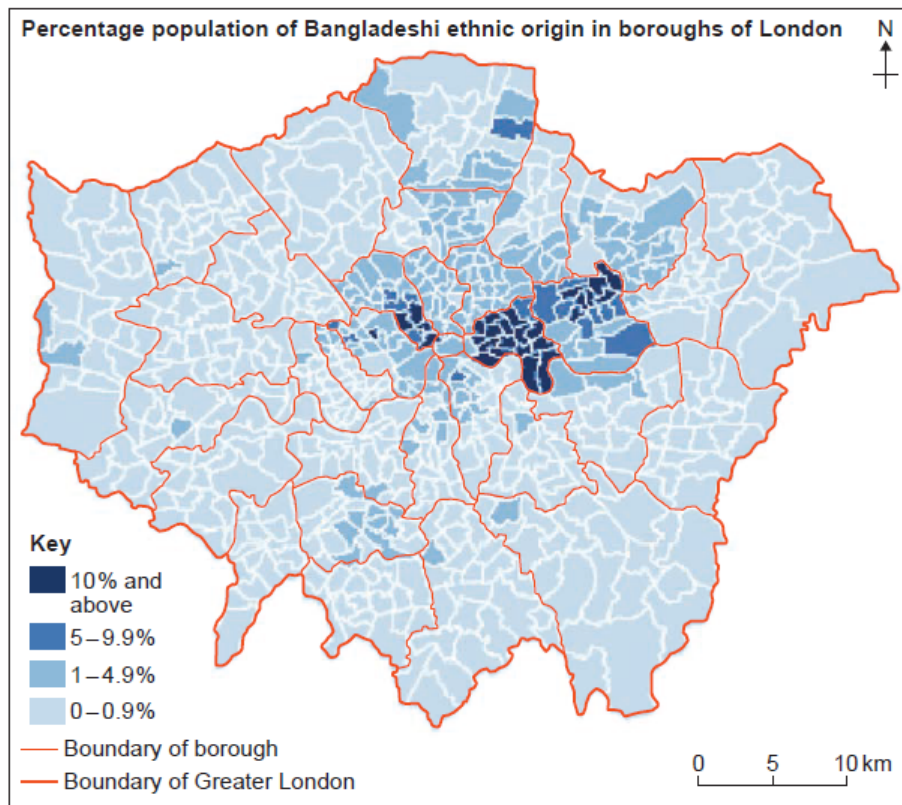 Percentage population of Bangladeshi ethnic origin in boroughs of London
N
Key
10% and
above
5–9.9%
1–4.9%
0–0.9%
Boundary of borough
Boundary of Greater London
0 5 10 km